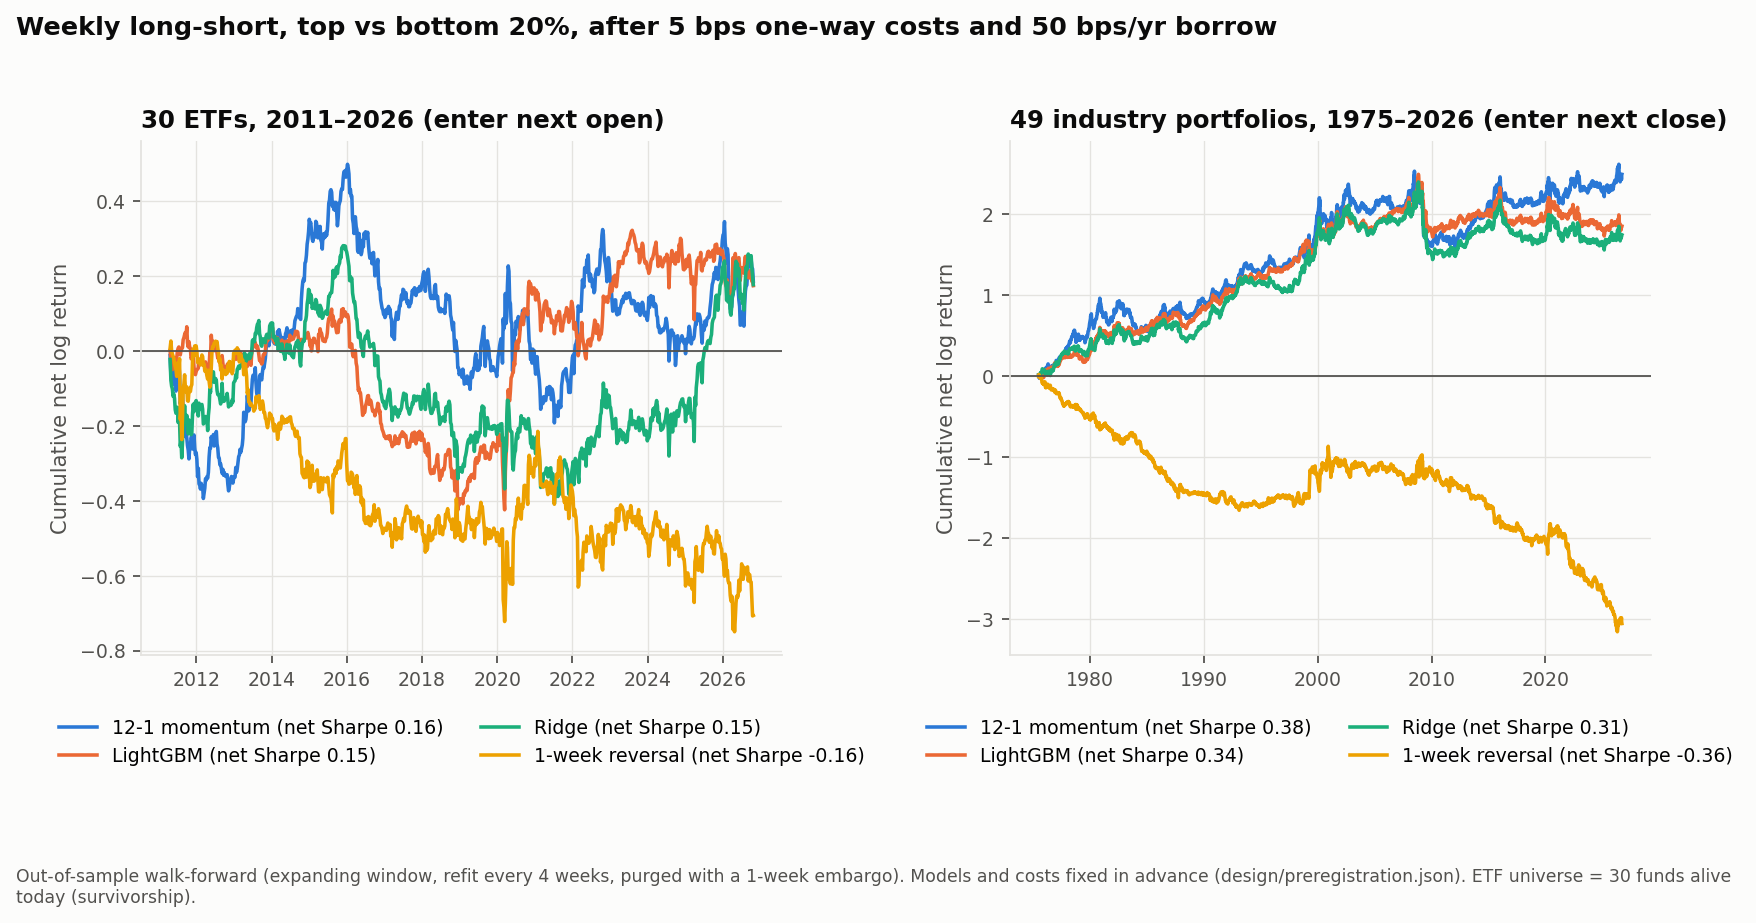 Weekly long-short, top vs bottom 20%, after 5 bps one-way costs and 50 bps/yr borrow
30 ETFs, 2011–2026 (enter next open)
Cumulative net log return
0.4
0.2
0.0
−0.2
−0.4
−0.6
−0.8
2012
2014
2016
2018
2020
2022
2024
2026
12-1 momentum (net Sharpe 0.16)
LightGBM (net Sharpe 0.15)
Ridge (net Sharpe 0.15)
1-week reversal (net Sharpe -0.16)
49 industry portfolios, 1975–2026 (enter next close)
Cumulative net log return
2
1
0
−1
−2
−3
1980
1990
2000
2010
2020
12-1 momentum (net Sharpe 0.38)
LightGBM (net Sharpe 0.34)
Ridge (net Sharpe 0.31)
1-week reversal (net Sharpe -0.36)
Out-of-sample walk-forward (expanding window, refit every 4 weeks, purged with a 1-week embargo). Models and costs fixed in advance (design/preregistration.json). ETF universe = 30 funds alive
today (survivorship).